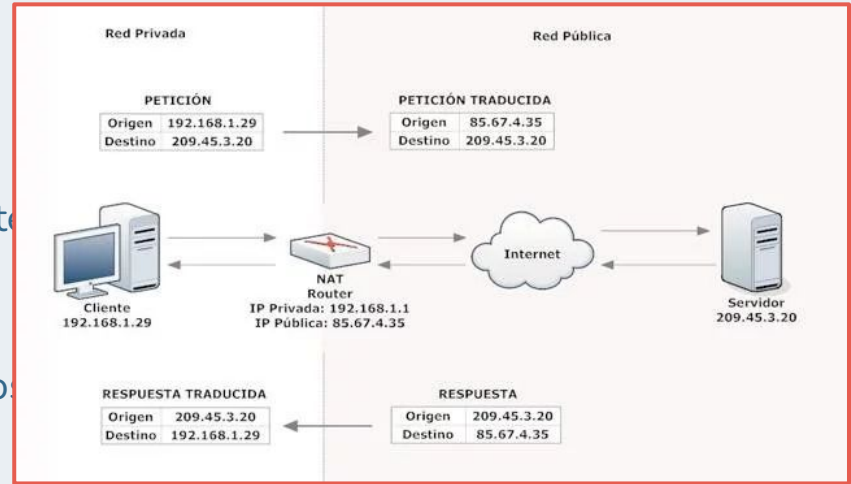 Red Privada
Red Pública
PETICIÓN
Origen 192.168.1.29
Destino 209.45.3.20
PETICIÓN TRADUCIDA
Origen 85.67.4.35
Destino 209.45.3.20
Internet
NAT
Router
IP Privada: 192.168.1.1
IP Pública: 85.67.4.35
Cliente
192.168.1.29
Servidor
209.45.3.20
RESPUESTA TRADUCIDA
Origen 209.45.3.20
Destino 192.168.1.29
RESPUESTA
Origen 209.45.3.20
Destino 85.67.4.35